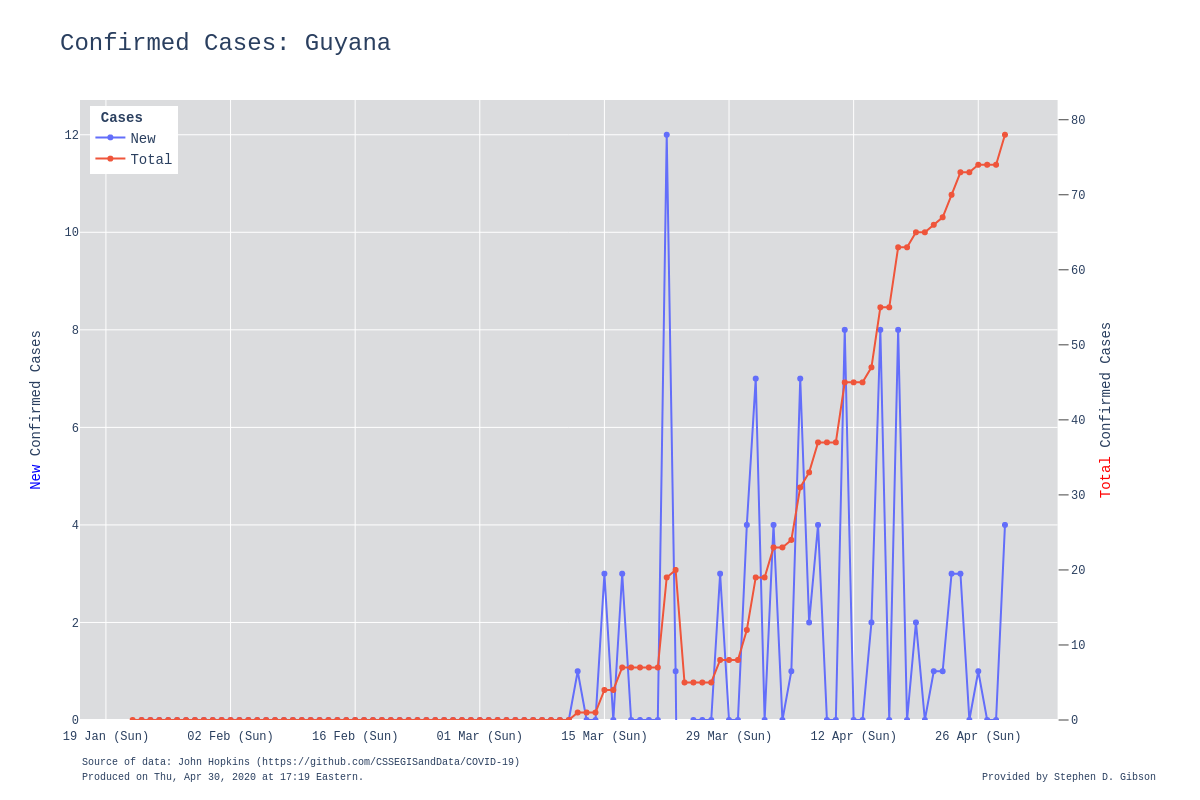 Confirmed Cases: Guyana
Cases
New
Total
12
10
8
6
4
2
0
80
70
60
50
40
30
20
10
0
New Confirmed Cases
Total Confirmed Cases
19 Jan (Sun) 02 Feb (Sun) 16 Feb (Sun) 01 Mar (Sun) 15 Mar (Sun) 29 Mar (Sun) 12 Apr (Sun) 26 Apr (Sun)
Source of data: John Hopkins (https://github.com/CSSEGISandData/COVID-19)
Produced on Thu, Apr 30, 2020 at 17:19 Eastern.
Provided by Stephen D. Gibson